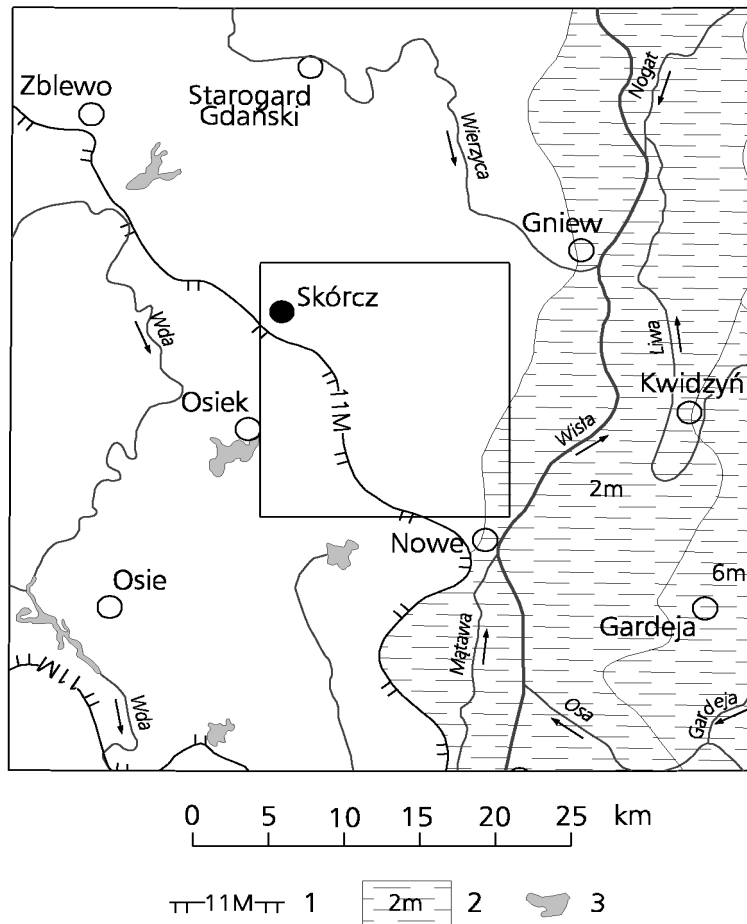 Zblewo
Starogard
Gdański
Nogat
Wierzyca
Gniew
Skórcz
Wda
Liwa
Kwidzyń
11M
Osiek
Wisła
2m
Nowe
6m
Osie
Gardeja
Mątawa
11M
Wda
Osa
Gardeja
0 5 10 15 20 25 km
11M 1 2m 2 3